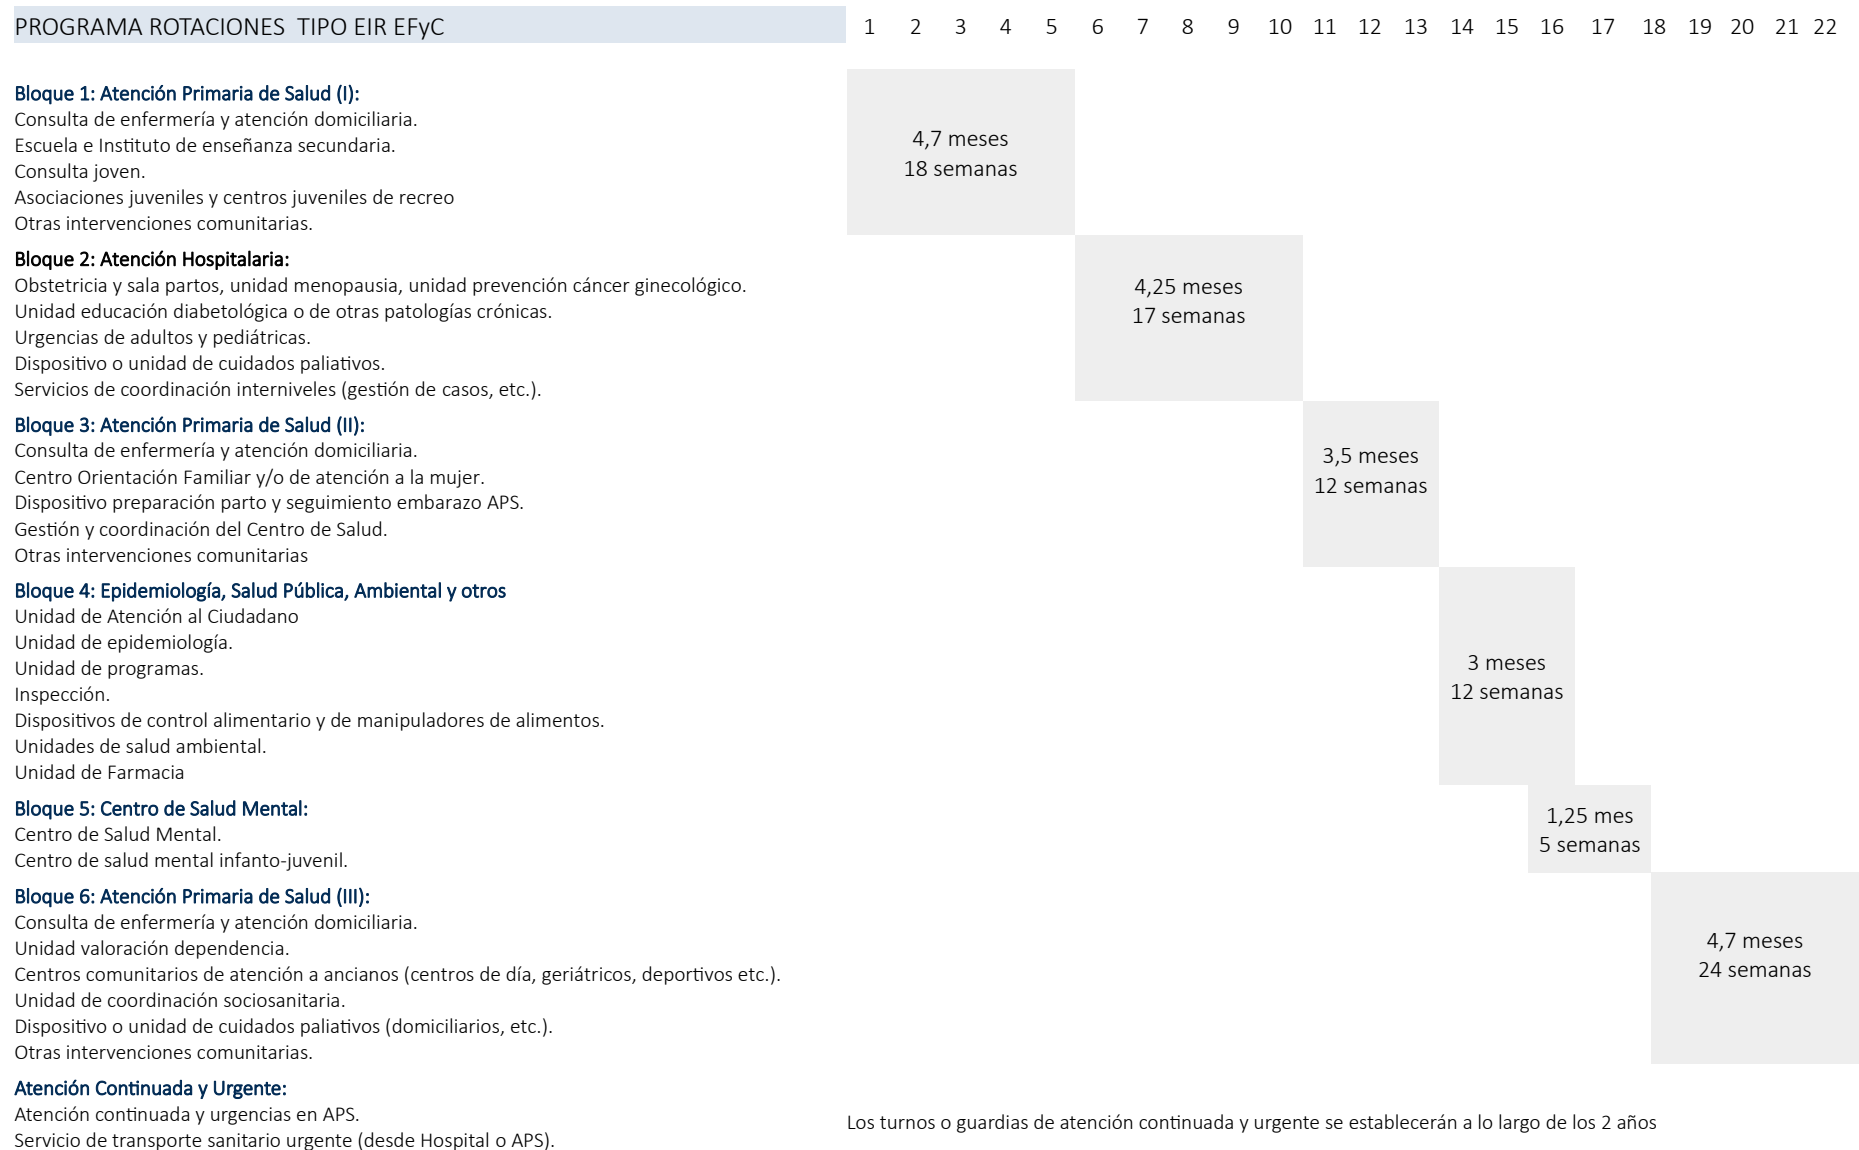 PROGRAMA ROTACIONES TIPO EIR EFyC 1 2 3 4 5 6 7 8 9 10 11 12 13 14 15 16 17 18 19 20 21 22
Bloque 1: Atención Primaria de Salud (I):
Consulta de enfermería y atención domiciliaria.
Escuela e Instituto de enseñanza secundaria.
Consulta joven.
Asociaciones juveniles y centros juveniles de recreo
Otras intervenciones comunitarias.
4,7 meses
18 semanas
Bloque 2: Atención Hospitalaria:
Obstetricia y sala partos, unidad menopausia, unidad prevención cáncer ginecológico.
Unidad educación diabetológica o de otras patologías crónicas.
Urgencias de adultos y pediátricas.
Dispositivo o unidad de cuidados paliativos.
Servicios de coordinación interniveles (gestión de casos, etc.).
4,25 meses
17 semanas
Bloque 3: Atención Primaria de Salud (II):
Consulta de enfermería y atención domiciliaria.
Centro Orientación Familiar y/o de atención a la mujer.
Dispositivo preparación parto y seguimiento embarazo APS.
Gestión y coordinación del Centro de Salud.
Otras intervenciones comunitarias
3,5 meses
12 semanas
Bloque 4: Epidemiología, Salud Pública, Ambiental y otros
Unidad de Atención al Ciudadano
Unidad de epidemiología.
Unidad de programas.
Inspección.
Dispositivos de control alimentario y de manipuladores de alimentos.
Unidades de salud ambiental.
Unidad de Farmacia
3 meses
12 semanas
Bloque 5: Centro de Salud Mental:
Centro de Salud Mental.
Centro de salud mental infanto-juvenil.
1,25 mes
5 semanas
Bloque 6: Atención Primaria de Salud (III):
Consulta de enfermería y atención domiciliaria.
Unidad valoración dependencia.
Centros comunitarios de atención a ancianos (centros de día, geriátricos, deportivos etc.).
Unidad de coordinación sociosanitaria.
Dispositivo o unidad de cuidados paliativos (domiciliarios, etc.).
Otras intervenciones comunitarias.
4,7 meses
24 semanas
Atención Continuada y Urgente:
Atención continuada y urgencias en APS.
Servicio de transporte sanitario urgente (desde Hospital o APS).
Los turnos o guardias de atención continuada y urgente se establecerán a lo largo de los 2 años